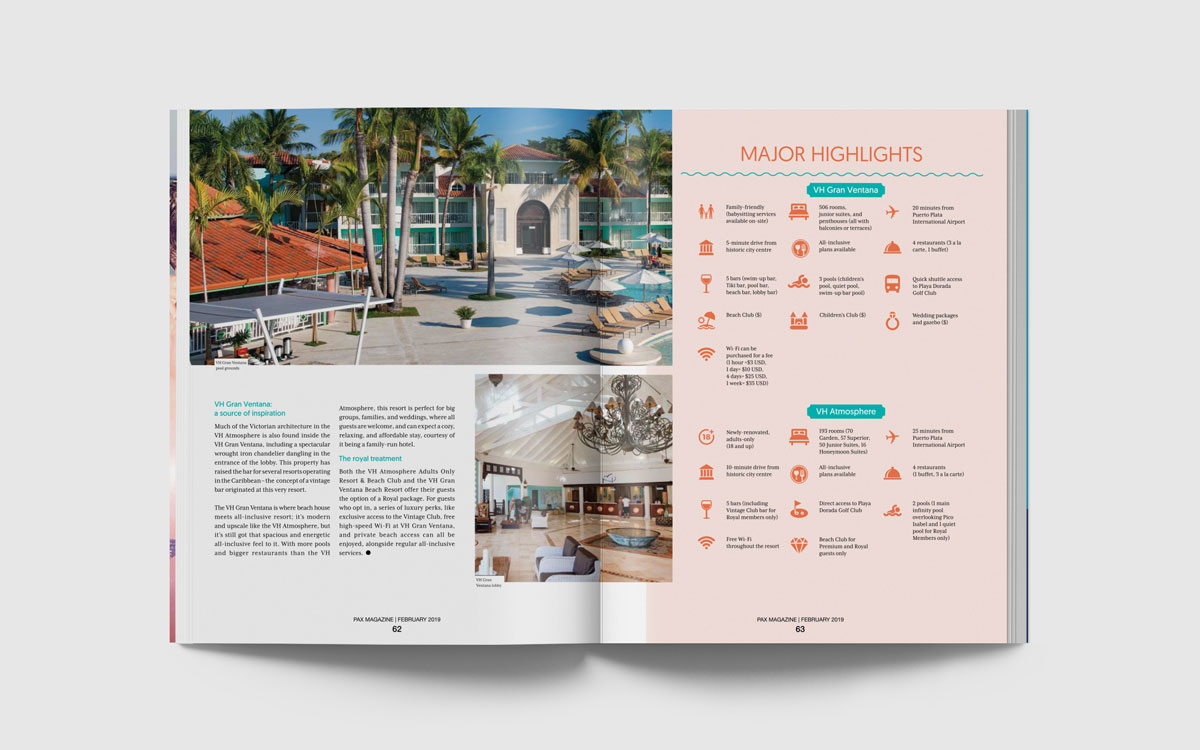 VH Gran Ventana
pool grounds.
VH Gran Ventana:
a source of inspiration
Much of the Victorian architecture in the
VH Atmosphere is also found inside the
VH Gran Ventana, including a spectacular
wrought iron chandelier dangling in the
entrance of the lobby. This property has
raised the bar for several resorts operating
in the Caribbean – the concept of a vintage
bar originated at this very resort.
The VH Gran Ventana is where beach house
meets all-inclusive resort; it's modern
and upscale like the VH Atmosphere, but
it's still got that spacious and energetic
all-inclusive feel to it. With more pools
and bigger restaurants than the VH
Atmosphere, this resort is perfect for big
groups, families, and weddings, where all
guests are welcome, and can expect a cozy,
relaxing, and affordable stay, courtesy of
it being a family-run hotel.
The royal treatment
Both the VH Atmosphere Adults Only
Resort & Beach Club and the VH Gran
Ventana Beach Resort offer their guests
the option of a Royal package. For guests
who opt in, a series of luxury perks, like
exclusive access to the Vintage Club, free
high-speed Wi-Fi at VH Gran Ventana,
and private beach access can all be
enjoyed, alongside regular all-inclusive
services.
VH Gran
Ventana lobby.
PAX MAGAZINE | FEBRUARY 2019
62
MAJOR HIGHLIGHTS
VH Gran Ventana
Family-friendly
(babysitting services
available on-site)
506 rooms,
junior suites, and
penthouses (all with
balconies or terraces)
20 minutes from
Puerto Plata
International Airport
5-minute drive from
historic city centre
All-inclusive
plans available
4 restaurants (3 a la
carte, 1 buffet)
5 bars (swim-up bar,
Tiki bar, pool bar,
beach bar, lobby bar)
3 pools (children's
pool, quiet pool,
swim-up bar pool)
Quick shuttle access
to Playa Dorada
Golf Club
Beach Club ($)
Children's Club ($)
Wedding packages
and gazebo ($)
Wi-Fi can be
purchased for a fee
(1 hour =$3 USD,
1 day= $10 USD,
4 days= $25 USD,
1 week= $35 USD)
VH Atmosphere
18+
Newly-renovated,
adults-only
(18 and up)
193 rooms (70
Garden, 57 Superior,
50 Junior Suites, 16
Honeymoon Suites)
25 minutes from
Puerto Plata
International Airport
10-minute drive from
historic city centre
All-inclusive
plans available
4 restaurants
(1 buffet, 3 a la carte)
5 bars (including
Vintage Club bar for
Royal members only)
Direct access to Playa
Dorada Golf Club
2 pools (1 main
infinity pool
overlooking Pico
Isabel and 1 quiet
pool for Royal
Members only)
Free Wi-Fi
throughout the resort
Beach Club for
Premium and Royal
guests only
PAX MAGAZINE | FEBRUARY 2019
63